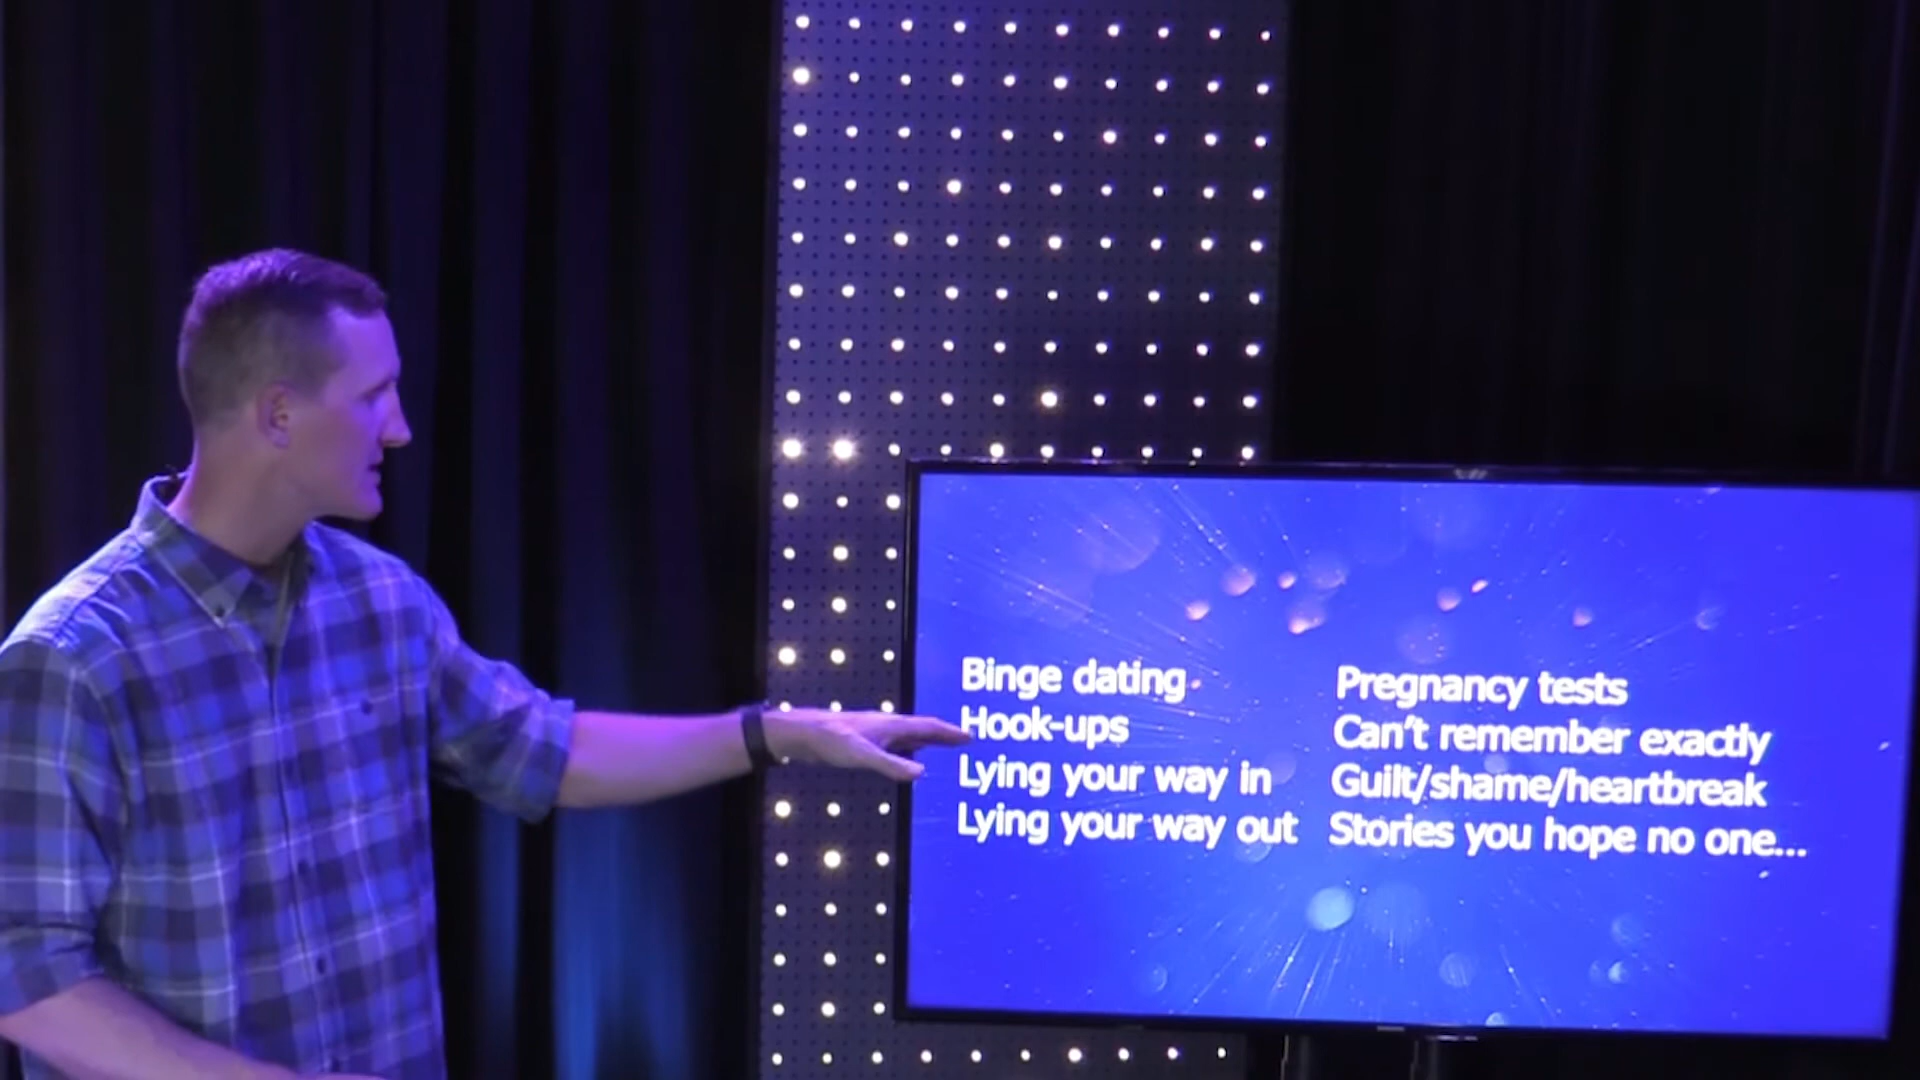 Binge dating
Hook-ups
Lying your way in
Lying your way out
Pregnancy tests
Can't remember exactly
Guilt/shame/heartbreak
Stories you hope no one...